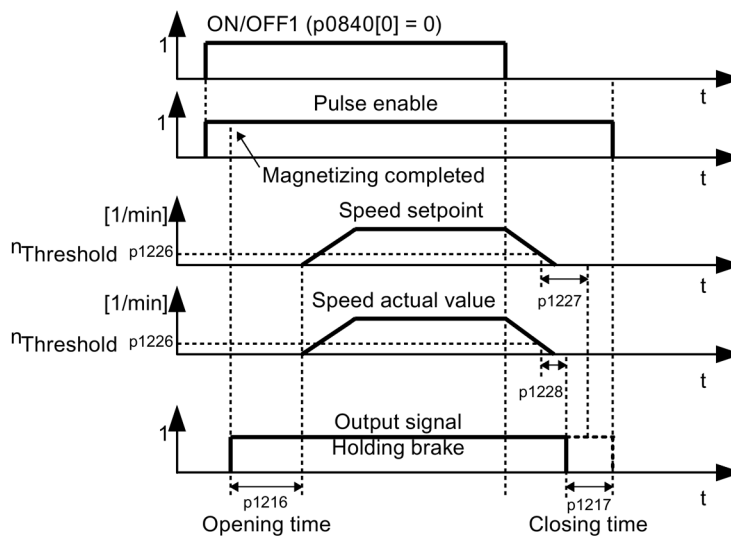 ON/OFF1 (p0840[0] = 0)
1
t
Pulse enable
1
Magnetizing completed
t
[1/min]
Speed setpoint
nThreshold p1226
p1227
t
[1/min]
Speed actual value
nThreshold p1226
p1228
t
Output signal
1
Holding brake
t
p1216
p1217
Opening time
Closing time